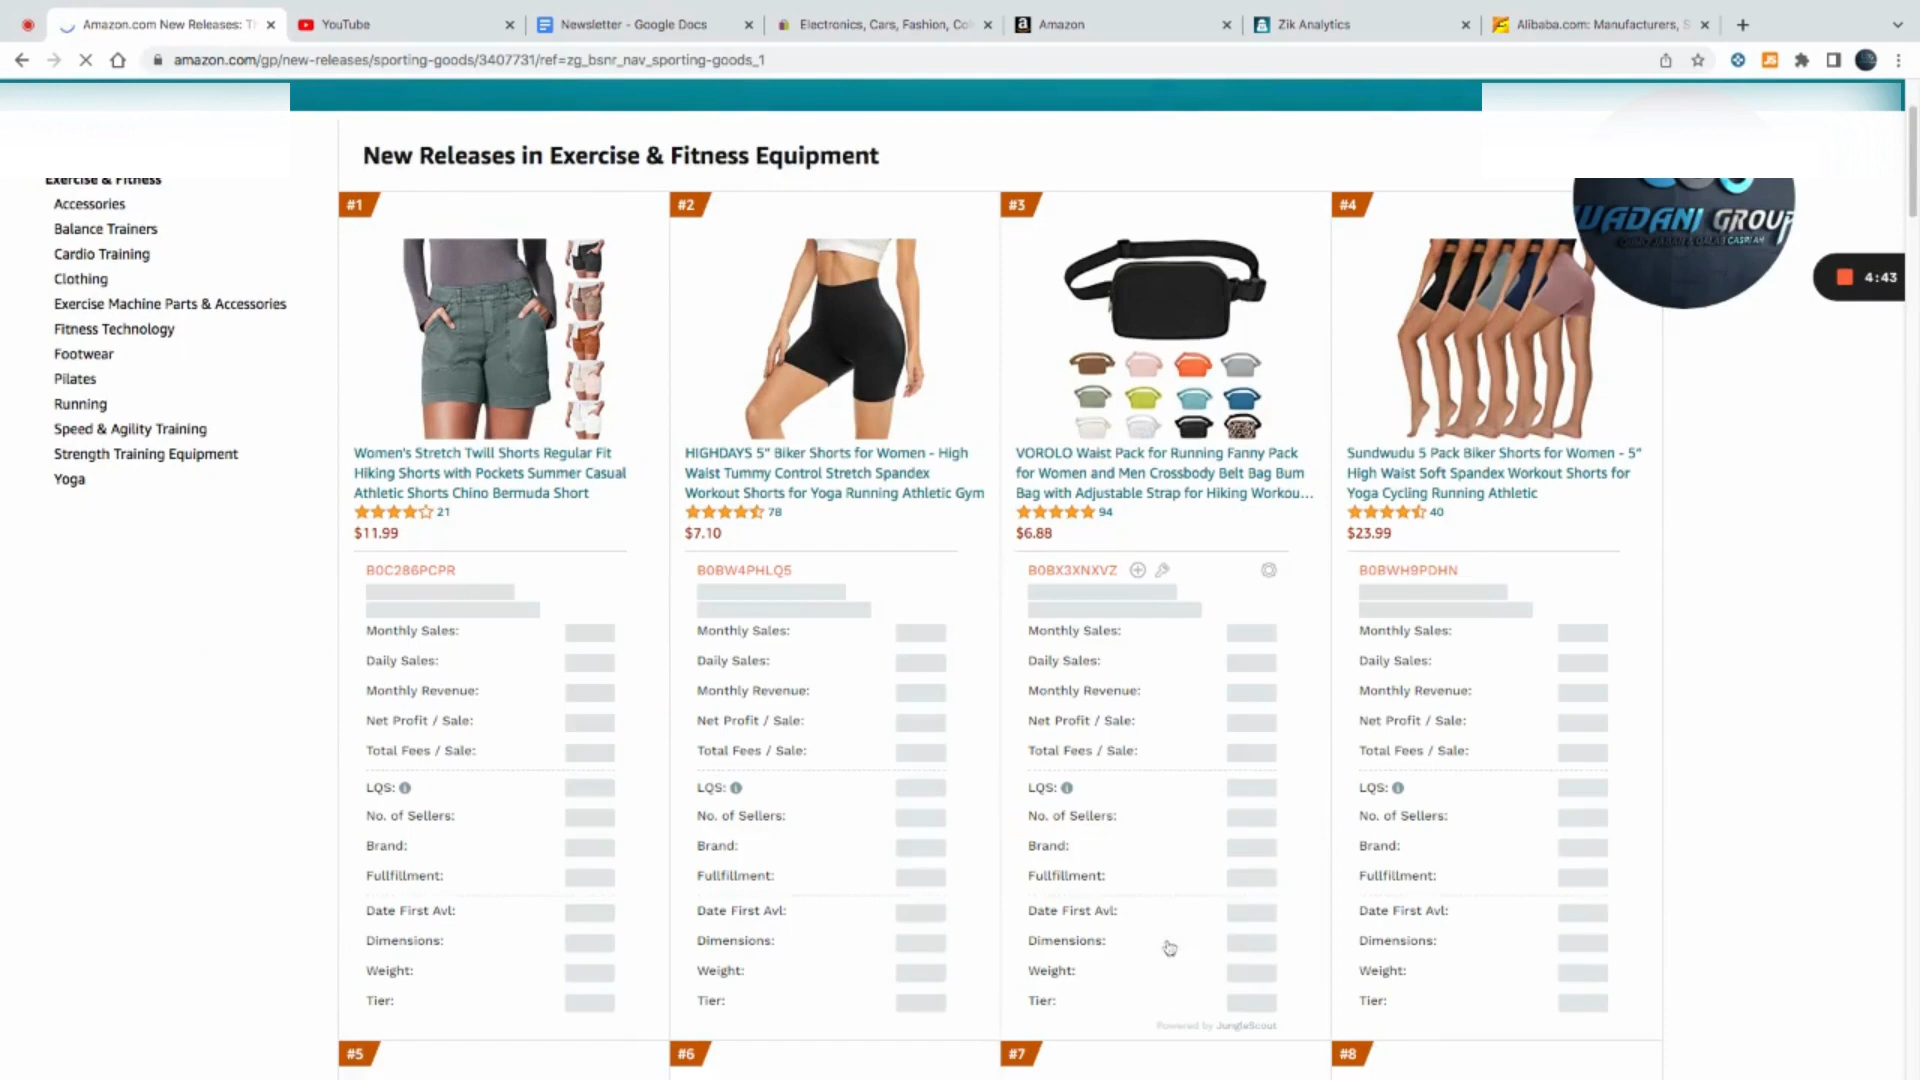 Amazon.com New Releases: Th
YouTube
Newsletter - Google Docs
Electronics, Cars, Fashion, Co
Amazon
Zik Analytics
Alibaba.com: Manufacturers, S
amazon.com/gp/new-releases/sporting-goods/3407731/ref=zg_bsnr_nav_sporting-goods_1
Exercise & Fitness
Accessories
Balance Trainers
Cardio Training
Clothing
Exercise Machine Parts & Accessories
Fitness Technology
Footwear
Pilates
Running
Speed & Agility Training
Strength Training Equipment
Yoga
New Releases in Exercise & Fitness Equipment
#1
Women's Stretch Twill Shorts Regular Fit
Hiking Shorts with Pockets Summer Casual
Athletic Shorts Chino Bermuda Short
21
$11.99
B0C286PCPR
Monthly Sales:
Daily Sales:
Monthly Revenue:
Net Profit / Sale:
Total Fees / Sale:
LQS:
No. of Sellers:
Brand:
Fullfillment:
Date First Avl:
Dimensions:
Weight:
Tier:
#2
HIGHDAYS 5" Biker Shorts for Women - High
Waist Tummy Control Stretch Spandex
Workout Shorts for Yoga Running Athletic Gym
78
$7.10
B0BW4PHLQ5
Monthly Sales:
Daily Sales:
Monthly Revenue:
Net Profit / Sale:
Total Fees / Sale:
LQS:
No. of Sellers:
Brand:
Fullfillment:
Date First Avl:
Dimensions:
Weight:
Tier:
#3
VOROLO Waist Pack for Running Fanny Pack
for Women and Men Crossbody Belt Bag Bum
Bag with Adjustable Strap for Hiking Workou...
94
$6.88
B0BX3XNXVZ
Monthly Sales:
Daily Sales:
Monthly Revenue:
Net Profit / Sale:
Total Fees / Sale:
LQS:
No. of Sellers:
Brand:
Fullfillment:
Date First Avl:
Dimensions:
Weight:
Tier:
Powered by JungleScout
#4
Sundwudu 5 Pack Biker Shorts for Women - 5"
High Waist Soft Spandex Workout Shorts for
Yoga Cycling Running Athletic
40
$23.99
B0BWH9PDHN
Monthly Sales:
Daily Sales:
Monthly Revenue:
Net Profit / Sale:
Total Fees / Sale:
LQS:
No. of Sellers:
Brand:
Fullfillment:
Date First Avl:
Dimensions:
Weight:
Tier:
WADANI GROUP
4:43
#5
#6
#7
#8